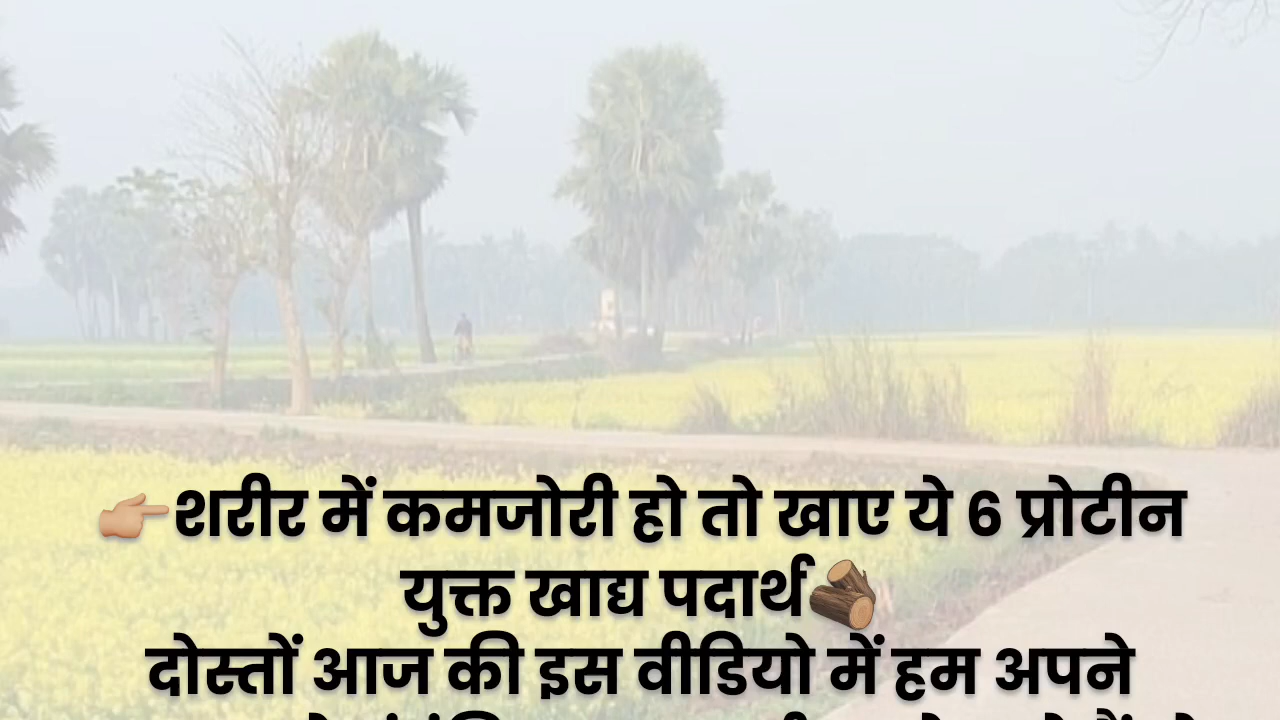 👉🏼शरीर में कमजोरी हो तो खाए ये 6 प्रोटीन
युक्त खाद्य पदार्थ🪵
दोस्तों आज की इस वीडियो में हम अपने